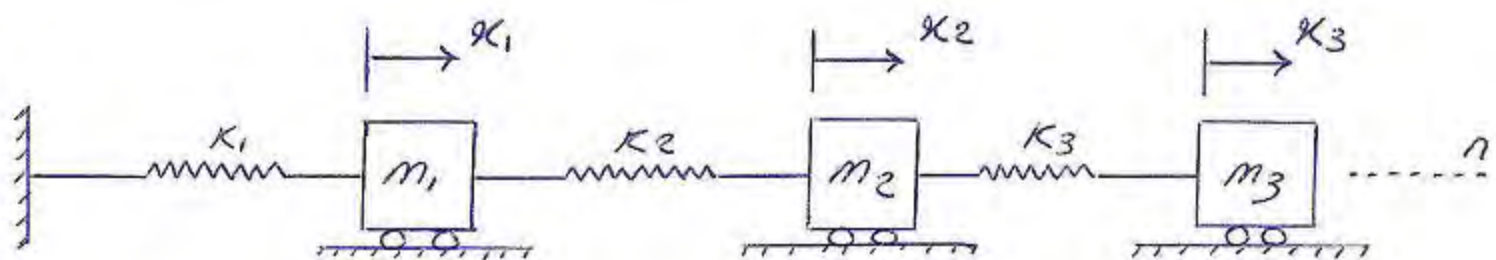 x₁ x₂ x₃
K₁ K₂ K₃ n
m₁ m₂ m₃